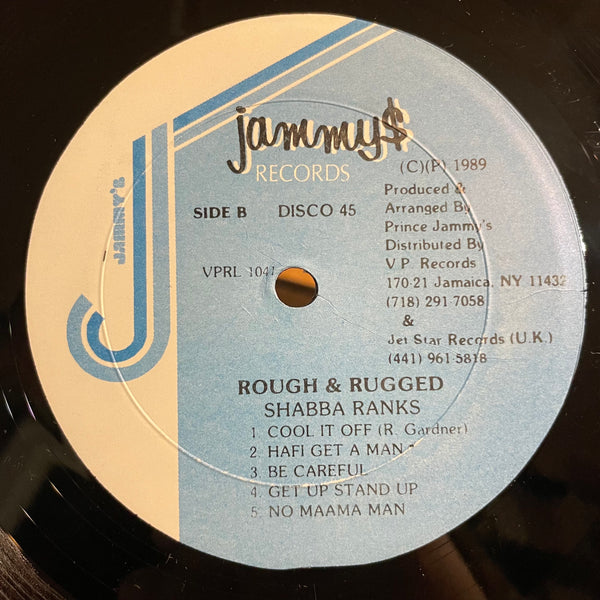 jammy$
RECORDS
JAMMY'S
(C)(P) 1989
SIDE B DISCO 45
Produced &
Arranged By
Prince Jammy's
Distributed By
V.P. Records
170-21 Jamaica, NY 11432
(718) 291-7058
&
Jet Star Records (U.K.)
(441) 961-5818
VPRL 1041
ROUGH & RUGGED
SHABBA RANKS
1. COOL IT OFF (R. Gardner)
2. HAFI GET A MAN
3. BE CAREFUL
4. GET UP STAND UP
5. NO MAAMA MAN